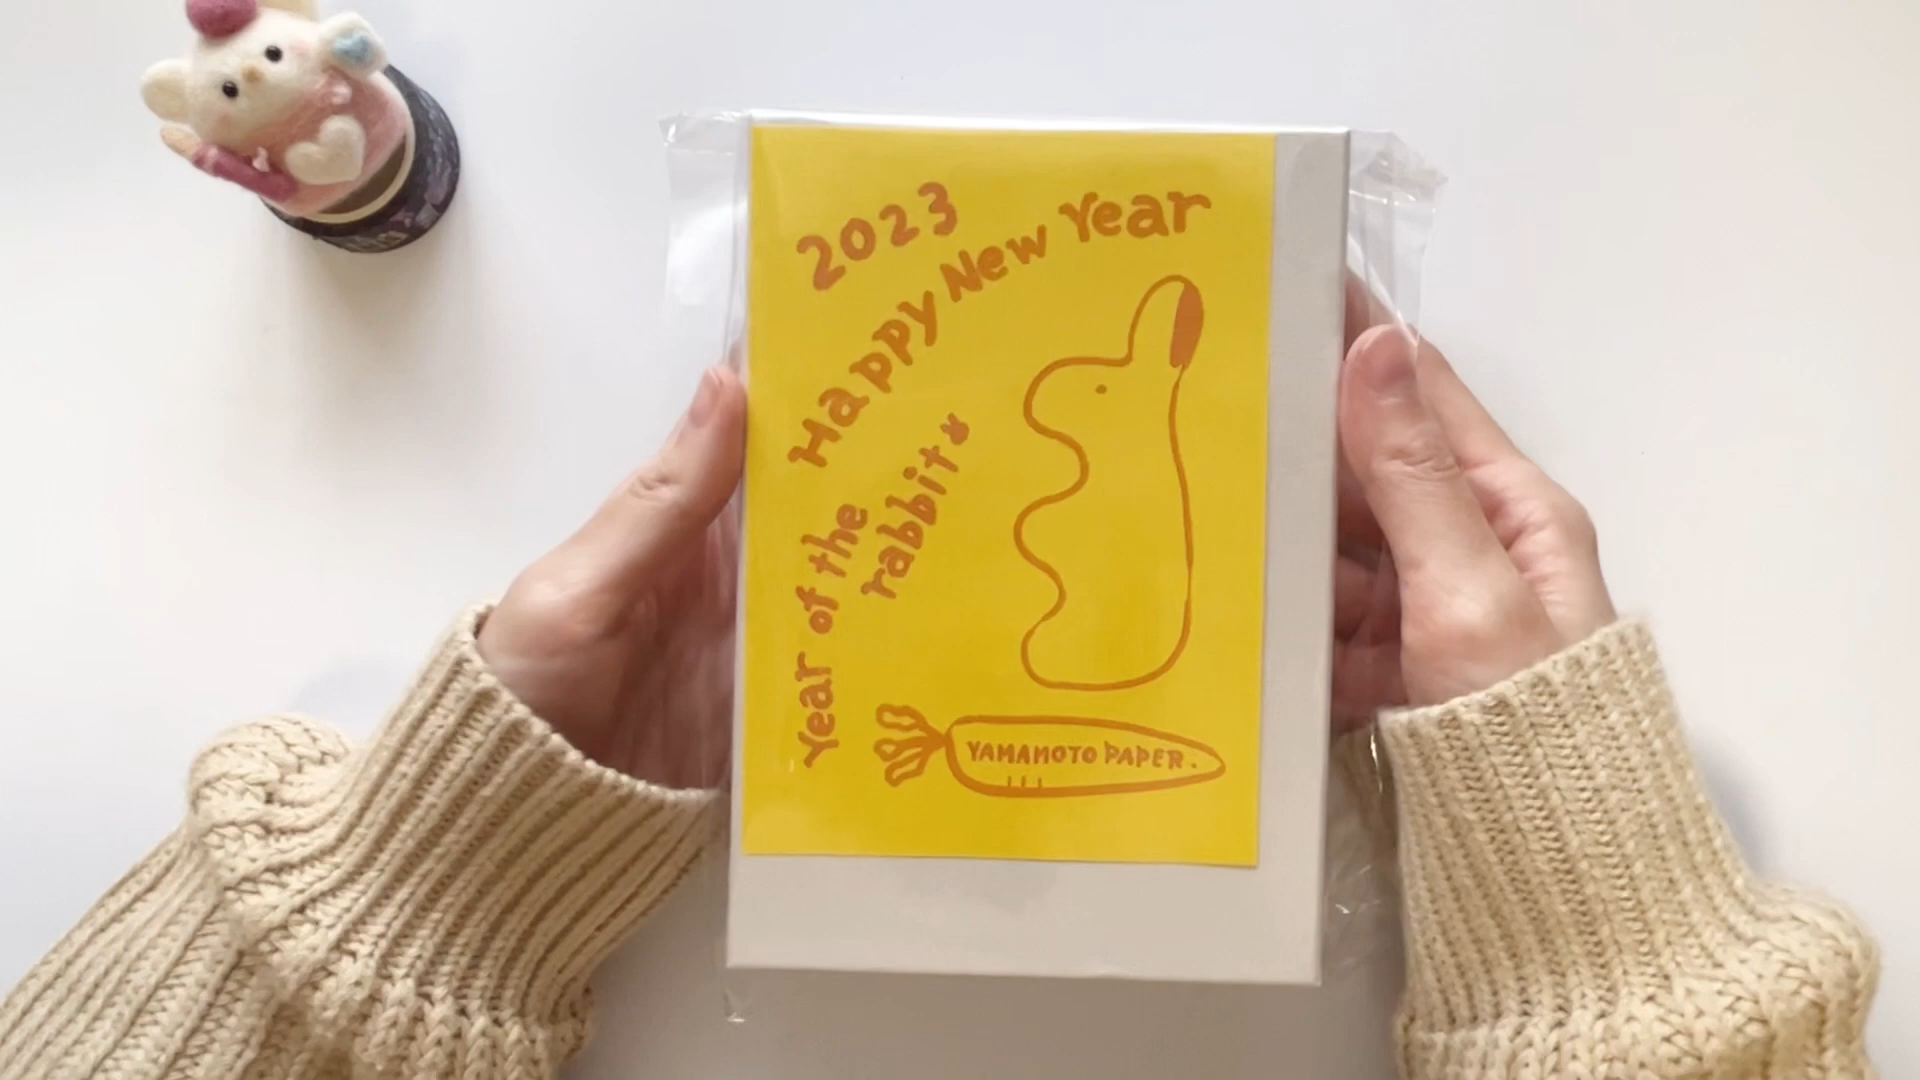 2023
Happy New Year
Year of the
rabbit
YAMAMOTO PAPER.